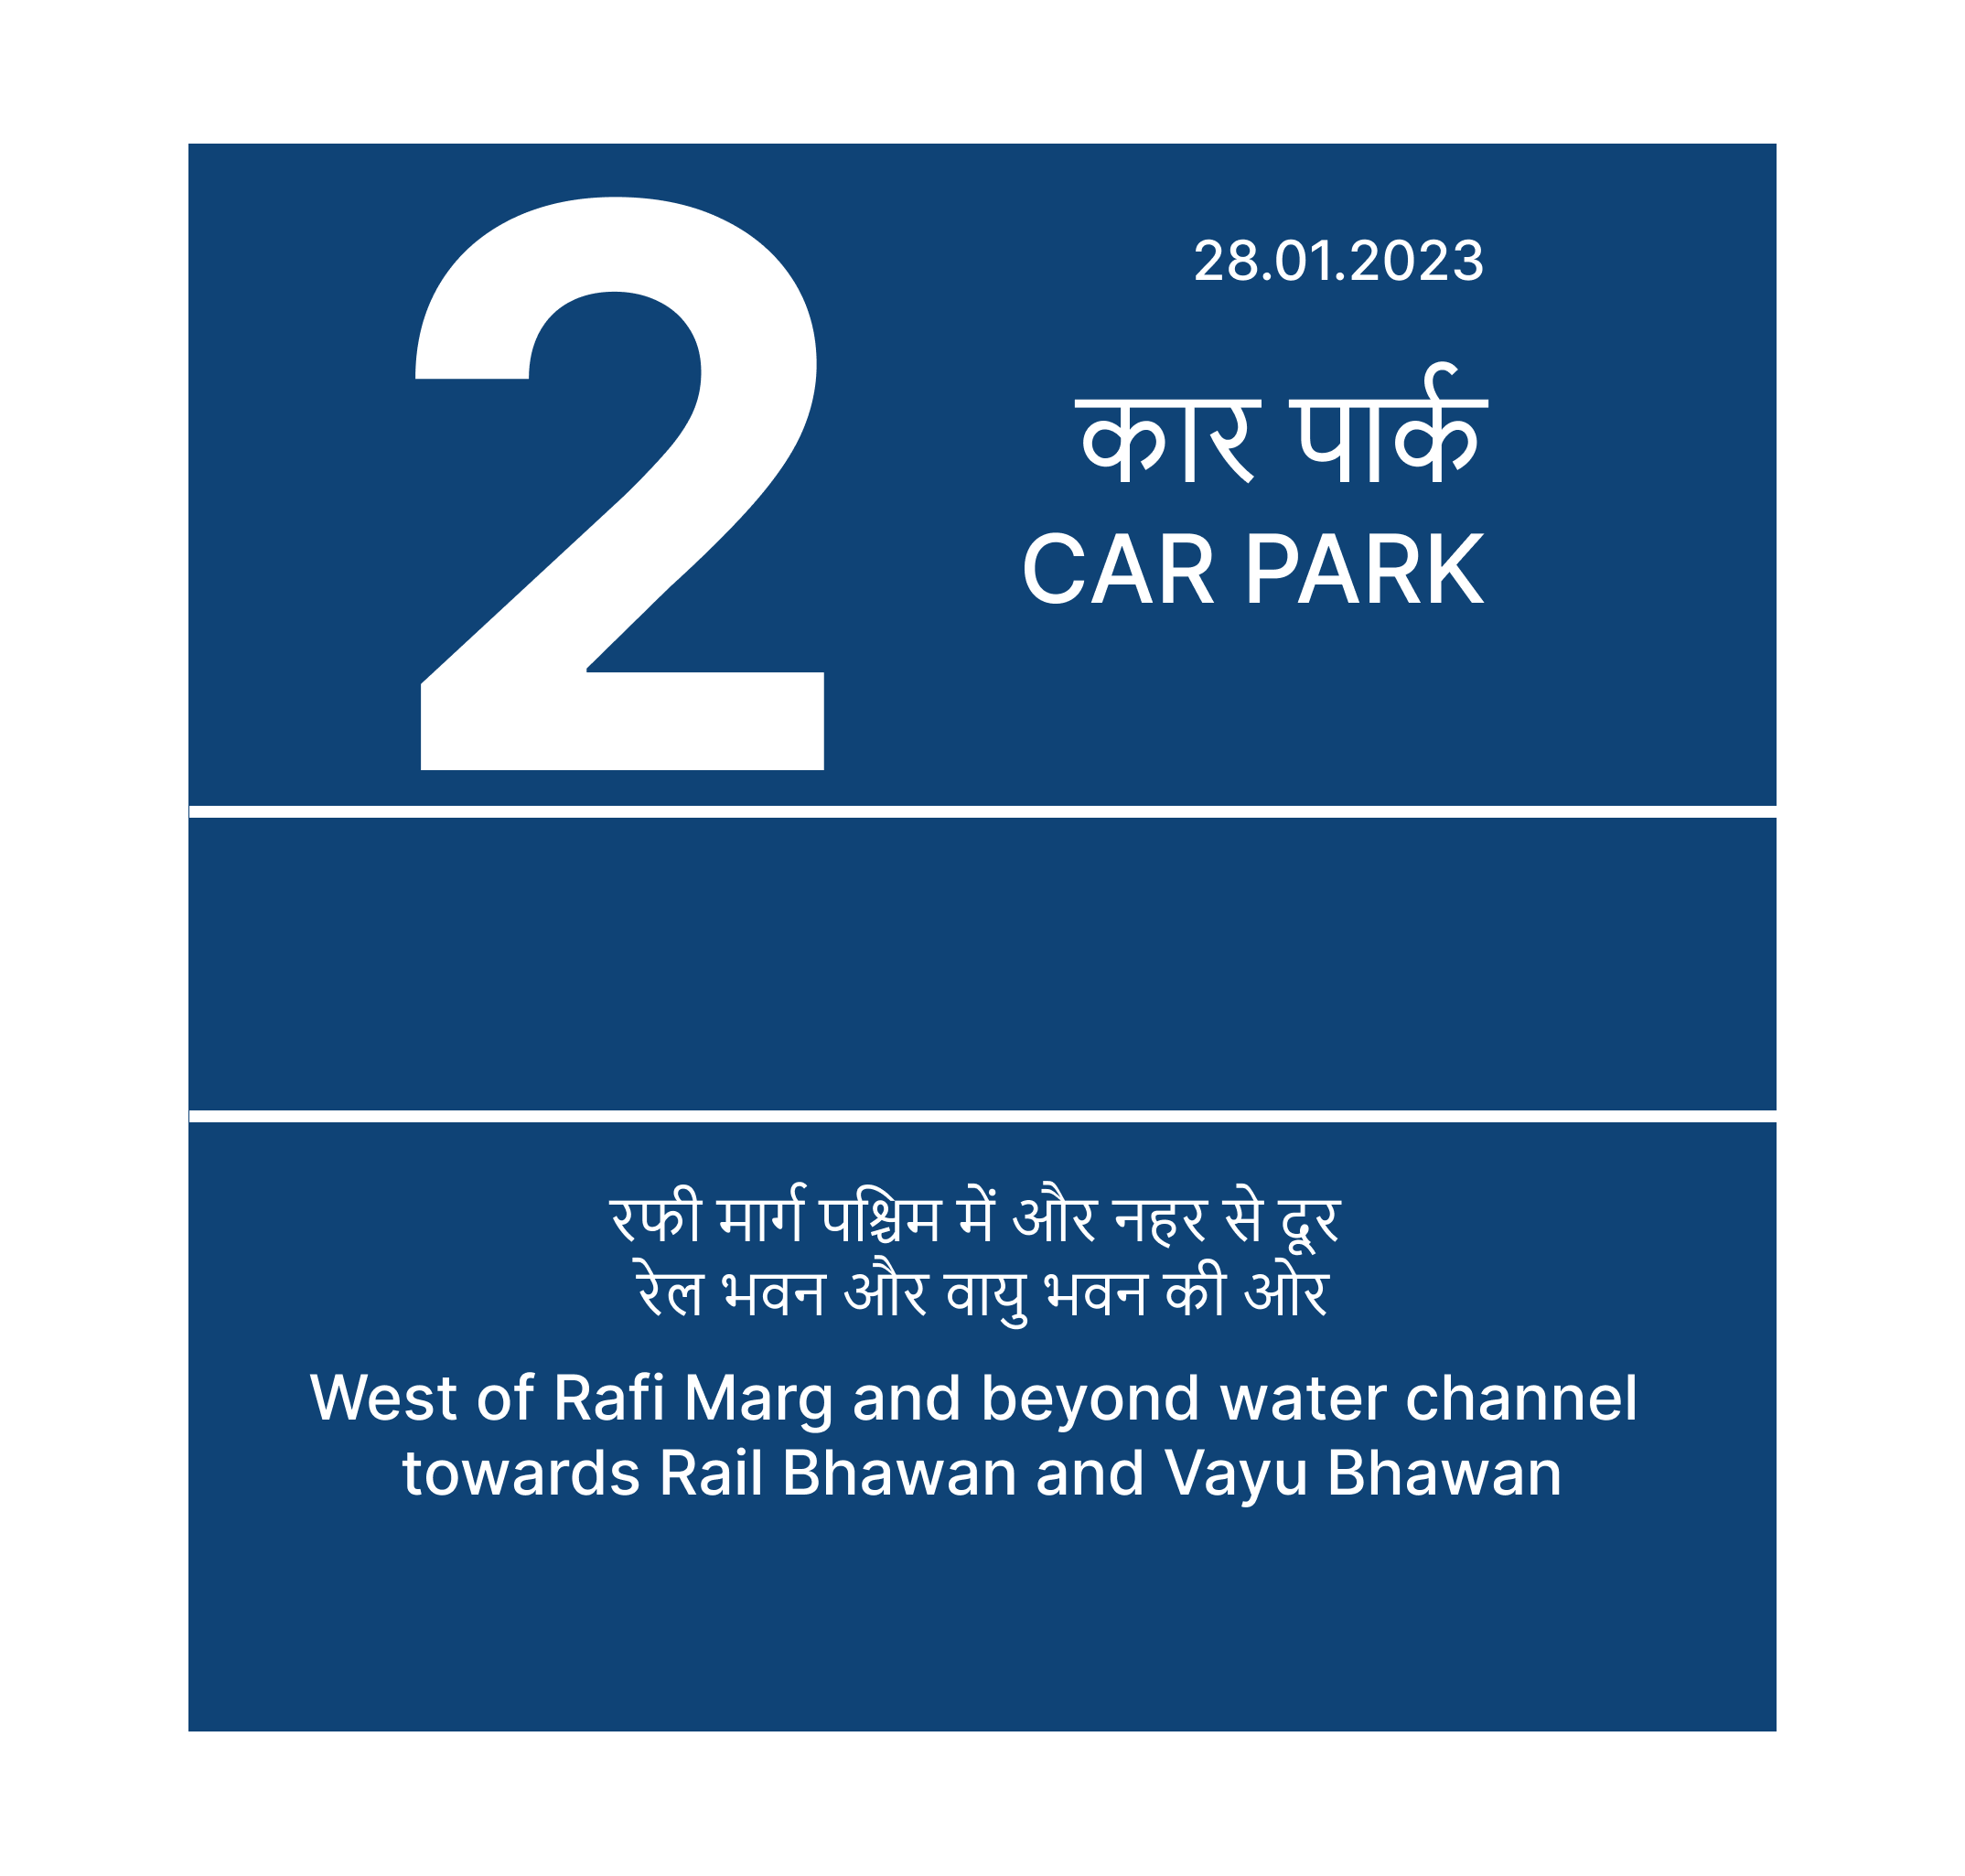 2
28.01.2023
कार पार्क
CAR PARK
रफी मार्ग पश्चिम में और नहर से दूर
रेल भवन और वायु भवन की ओर
West of Rafi Marg and beyond water channel
towards Rail Bhawan and Vayu Bhawan